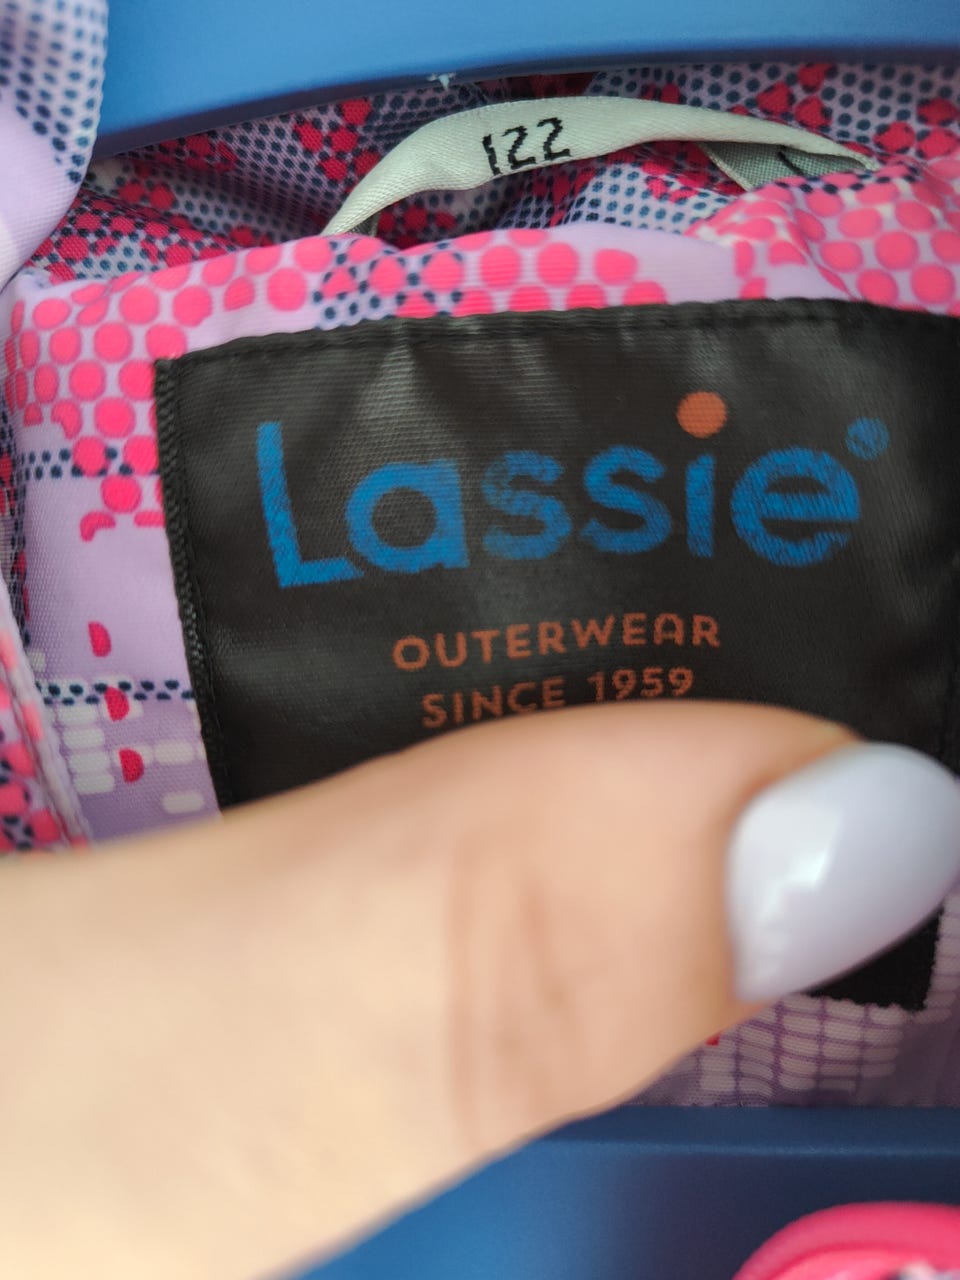 122
Lassie®
OUTERWEAR
SINCE 1959